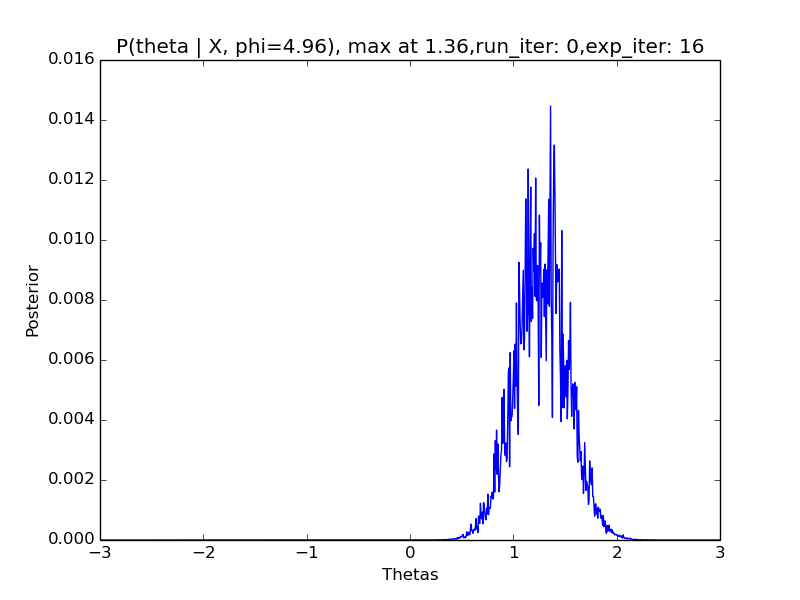 P(theta | X, phi=4.96), max at 1.36,run_iter: 0,exp_iter: 16
0.016
0.014
0.012
0.010
0.008
0.006
0.004
0.002
0.000
Posterior
−3 −2 −1 0 1 2 3
Thetas